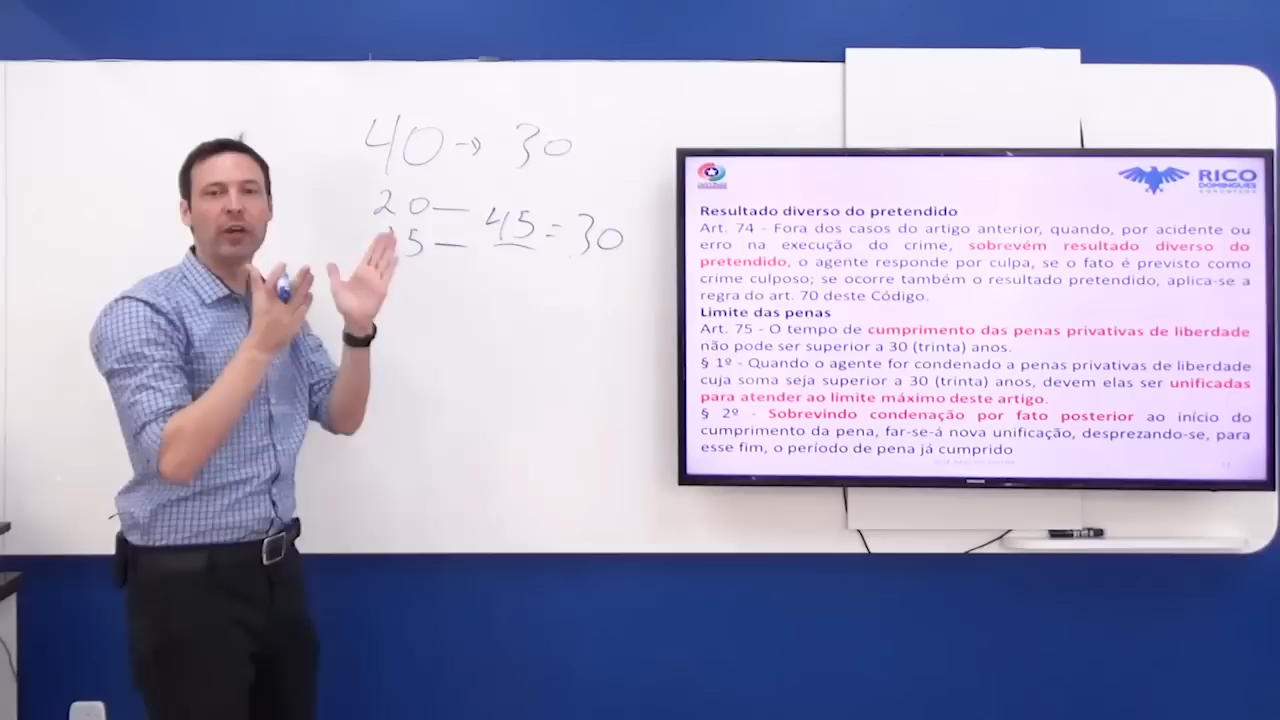 40 → 30
20 — 45 = 30
5 —
RICO
DOMINGUES
Resultado diverso do pretendido
Art. 74 - Fora dos casos do artigo anterior, quando, por acidente ou
erro na execução do crime, sobrevém resultado diverso do
pretendido, o agente responde por culpa, se o fato é previsto como
crime culposo; se ocorre também o resultado pretendido, aplica-se a
regra do art. 70 deste Código.
Limite das penas
Art. 75 - O tempo de cumprimento das penas privativas de liberdade
não pode ser superior a 30 (trinta) anos.
§ 1º - Quando o agente for condenado a penas privativas de liberdade
cuja soma seja superior a 30 (trinta) anos, devem elas ser unificadas
para atender ao limite máximo deste artigo.
§ 2º - Sobrevindo condenação por fato posterior ao início do
cumprimento da pena, far-se-á nova unificação, desprezando-se, para
esse fim, o período de pena já cumprido